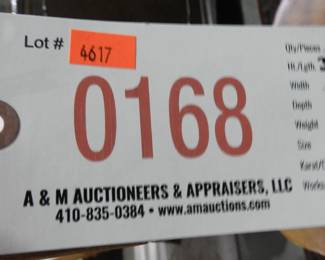 Lot # 4617
0168
A & M AUCTIONEERS & APPRAISERS, LLC
410-835-0384 • www.amauctions.com
Qty/Pieces
Ht./Lgth.
Width
Depth
Weight
Size